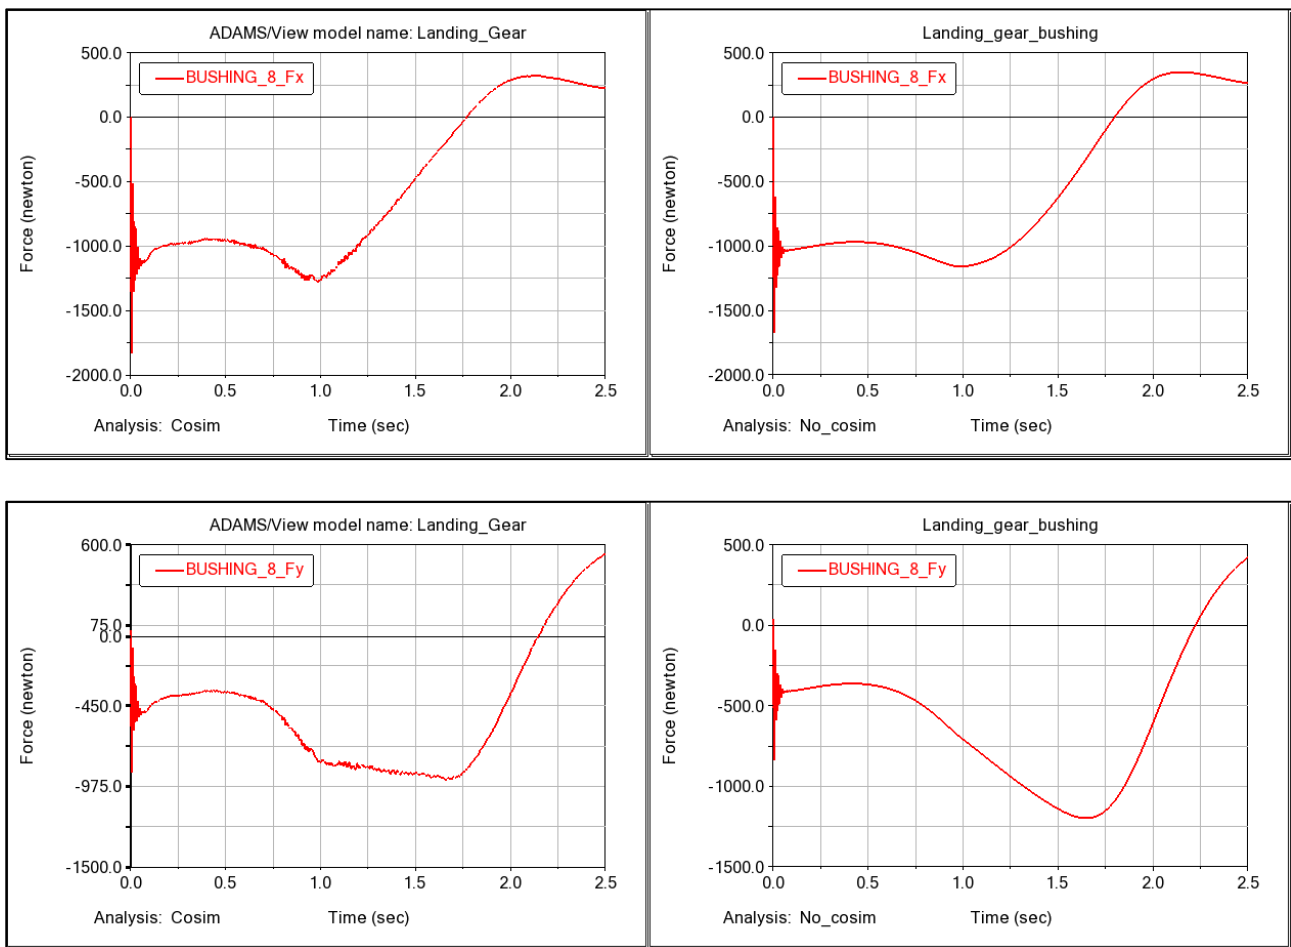 ADAMS/View model name: Landing_Gear
500.0
BUSHING_8_Fx
0.0
-500.0
-1000.0
-1500.0
-2000.0
Force (newton)
0.0 0.5 1.0 1.5 2.0 2.5
Analysis: Cosim Time (sec)
Landing_gear_bushing
500.0
BUSHING_8_Fx
0.0
-500.0
-1000.0
-1500.0
-2000.0
Force (newton)
0.0 0.5 1.0 1.5 2.0 2.5
Analysis: No_cosim Time (sec)
ADAMS/View model name: Landing_Gear
600.0
BUSHING_8_Fy
75.0
0.0
-450.0
-975.0
-1500.0
Force (newton)
0.0 0.5 1.0 1.5 2.0 2.5
Analysis: Cosim Time (sec)
Landing_gear_bushing
500.0
BUSHING_8_Fy
0.0
-500.0
-1000.0
-1500.0
Force (newton)
0.0 0.5 1.0 1.5 2.0 2.5
Analysis: No_cosim Time (sec)